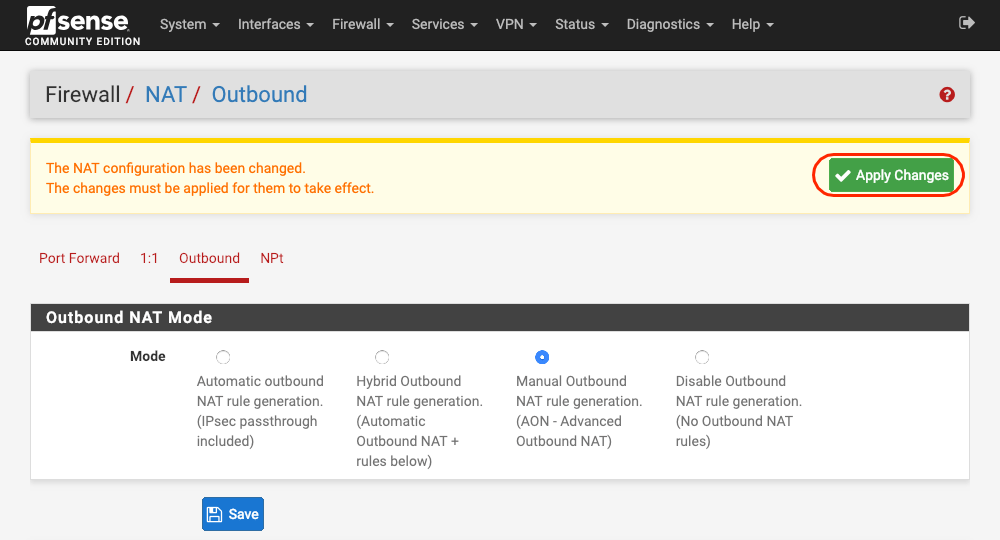 pfsense
COMMUNITY EDITION
System Interfaces Firewall Services VPN Status Diagnostics Help
Firewall / NAT / Outbound
The NAT configuration has been changed.
The changes must be applied for them to take effect.
Apply Changes
Port Forward 1:1 Outbound NPt
Outbound NAT Mode
Mode
Automatic outbound
NAT rule generation.
(IPsec passthrough
included)
Hybrid Outbound
NAT rule generation.
(Automatic
Outbound NAT +
rules below)
Manual Outbound
NAT rule generation.
(AON - Advanced
Outbound NAT)
Disable Outbound
NAT rule generation.
(No Outbound NAT
rules)
Save